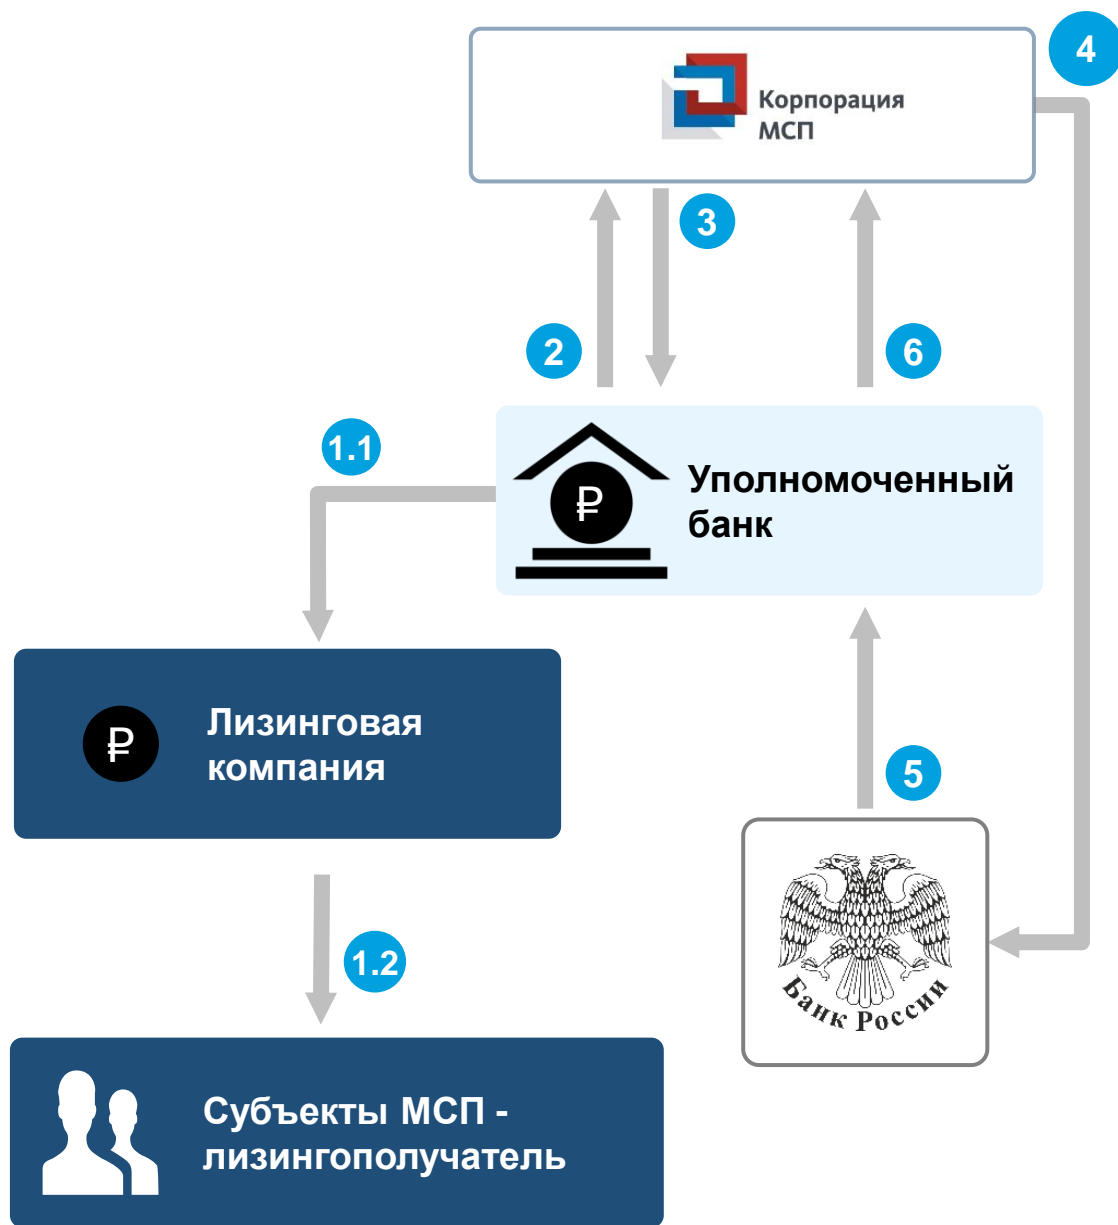 4
Корпорация
МСП
3
2
6
1.1
₽
Уполномоченный
банк
₽
Лизинговая
компания
5
1.2
Банк России
Субъекты МСП -
лизингополучатель